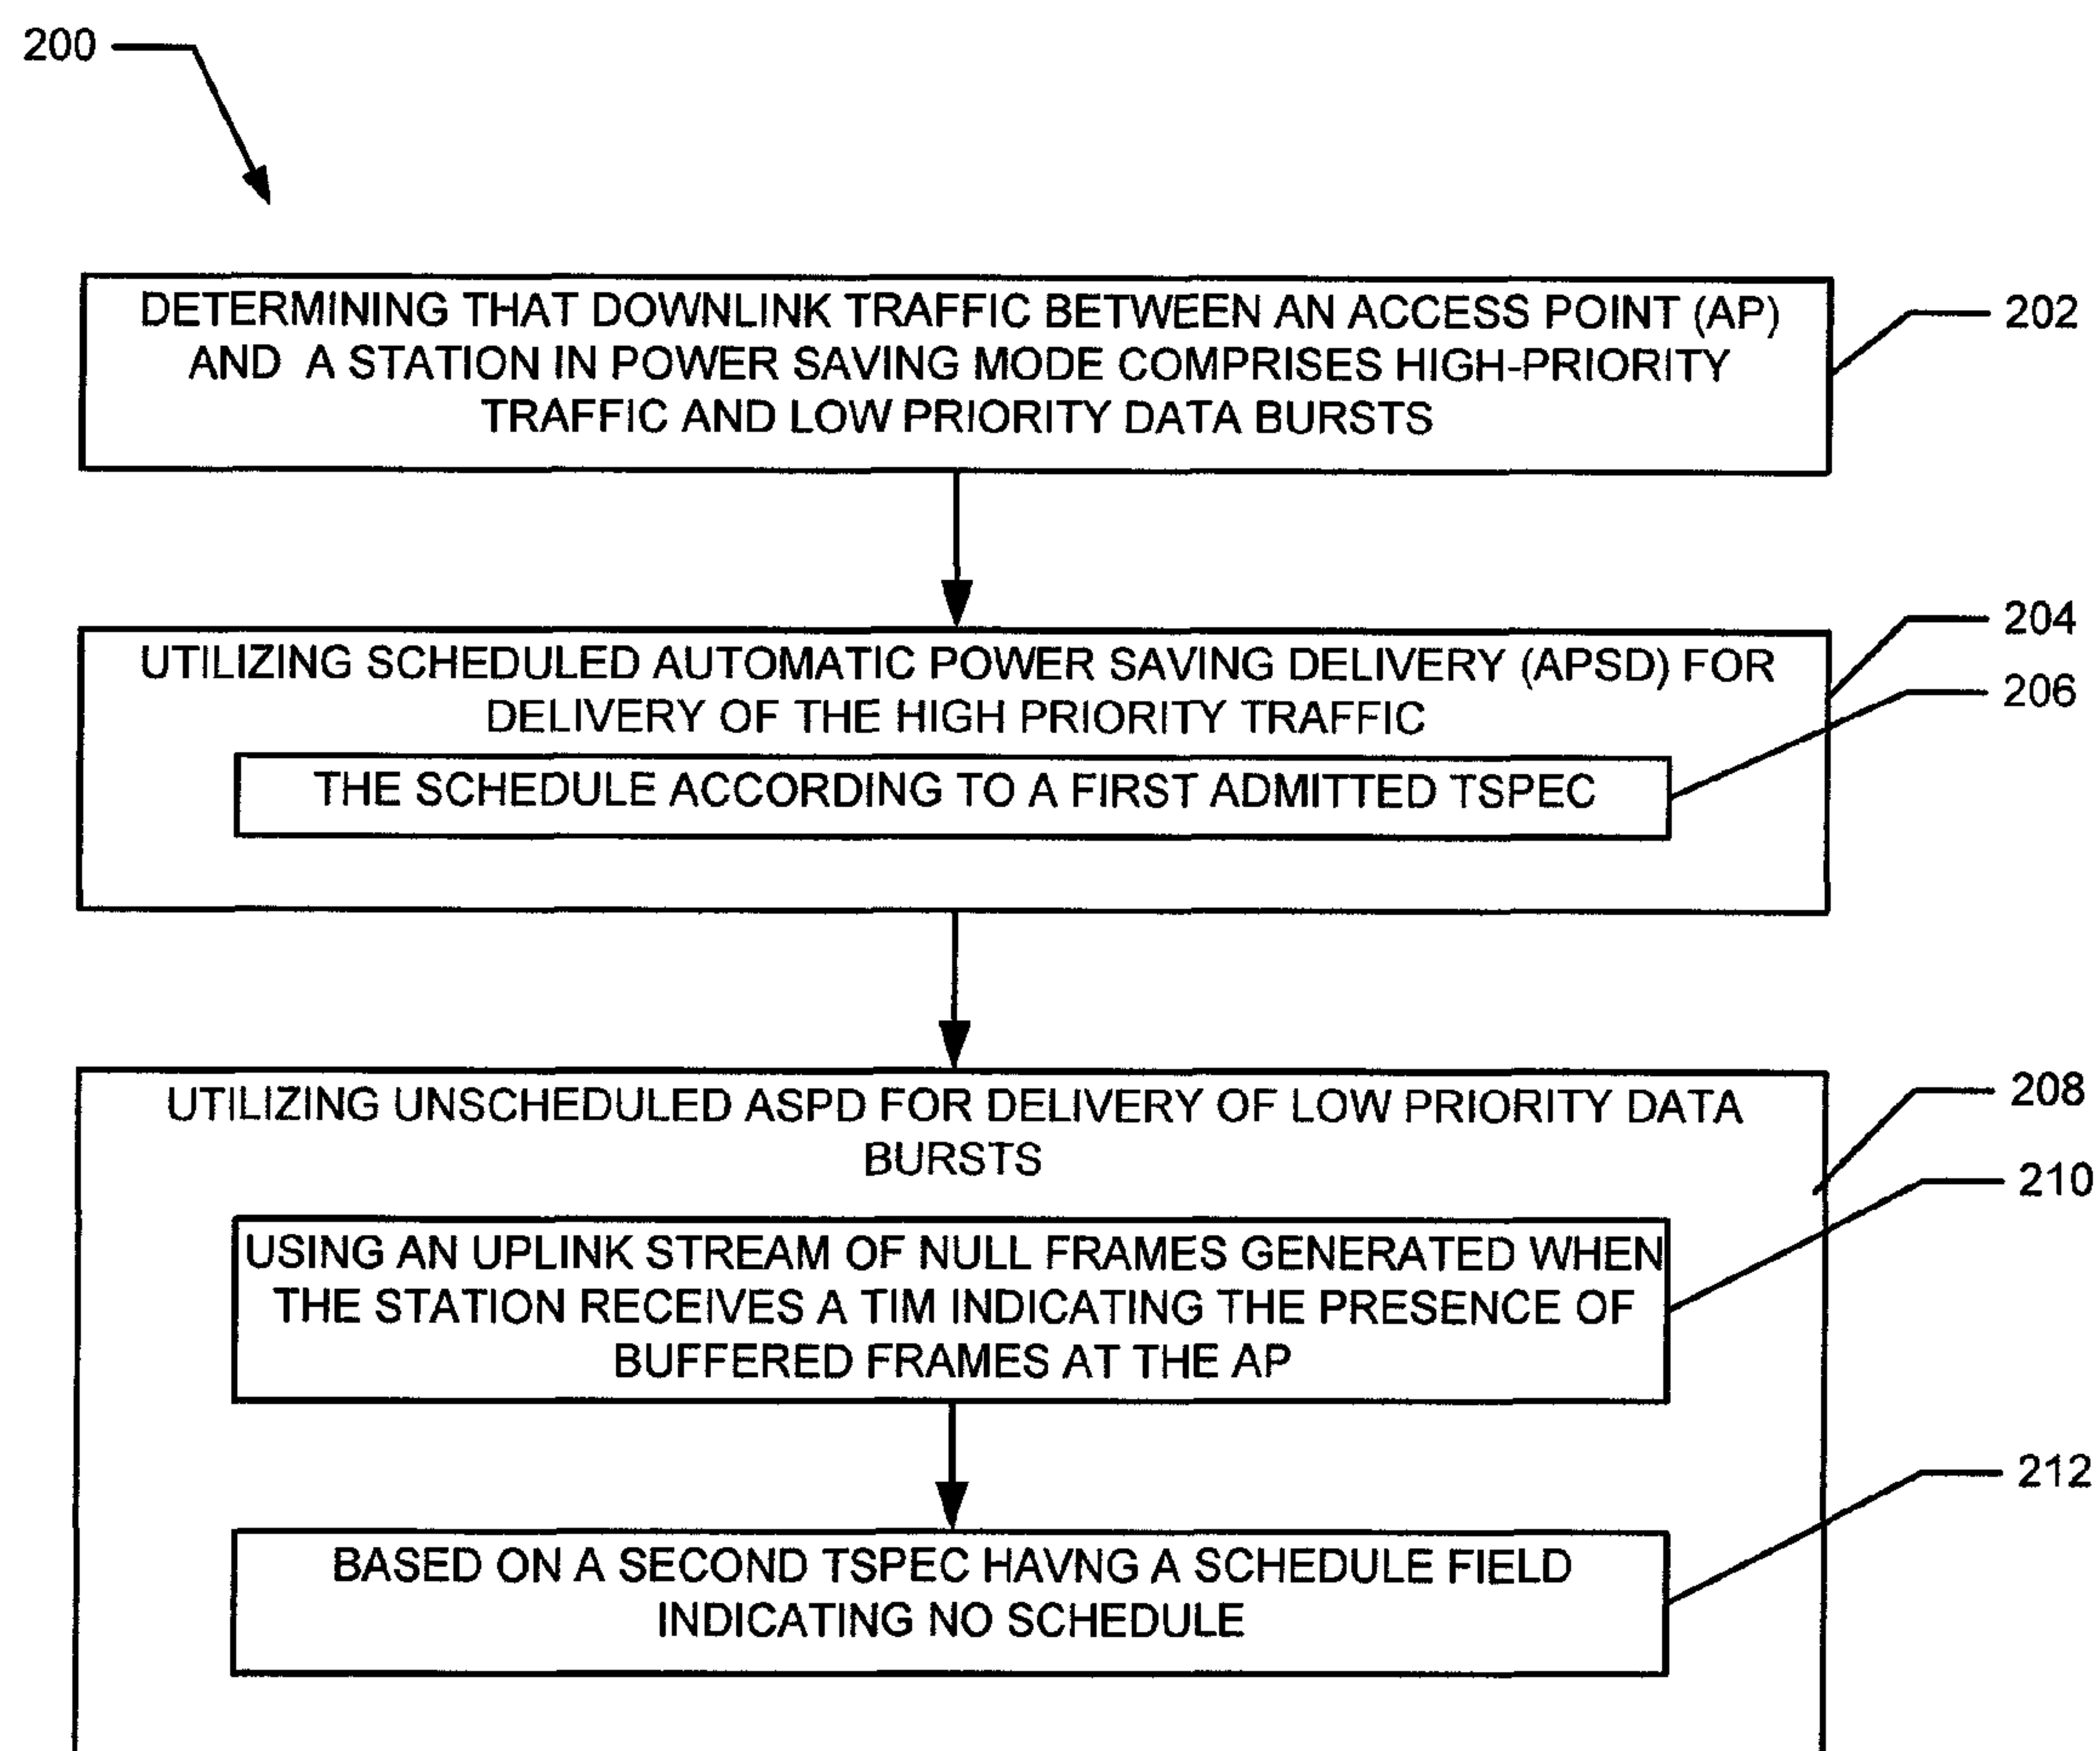 200
DETERMINING THAT DOWNLINK TRAFFIC BETWEEN AN ACCESS POINT (AP)
AND A STATION IN POWER SAVING MODE COMPRISES HIGH-PRIORITY
TRAFFIC AND LOW PRIORITY DATA BURSTS
202
UTILIZING SCHEDULED AUTOMATIC POWER SAVING DELIVERY (APSD) FOR
DELIVERY OF THE HIGH PRIORITY TRAFFIC
204
THE SCHEDULE ACCORDING TO A FIRST ADMITTED TSPEC
206
UTILIZING UNSCHEDULED ASPD FOR DELIVERY OF LOW PRIORITY DATA
BURSTS
208
USING AN UPLINK STREAM OF NULL FRAMES GENERATED WHEN
THE STATION RECEIVES A TIM INDICATING THE PRESENCE OF
BUFFERED FRAMES AT THE AP
210
BASED ON A SECOND TSPEC HAVNG A SCHEDULE FIELD
INDICATING NO SCHEDULE
212